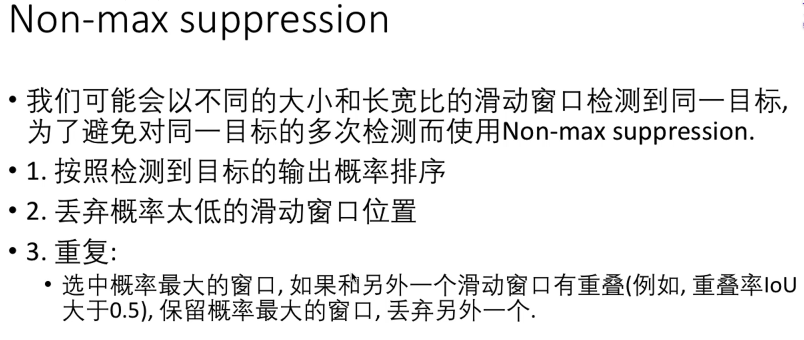 Non-max suppression
• 我们可能会以不同的大小和长宽比的滑动窗口检测到同一目标,
为了避免对同一目标的多次检测而使用Non-max suppression.
• 1. 按照检测到目标的输出概率排序
• 2. 丢弃概率太低的滑动窗口位置
• 3. 重复:
• 选中概率最大的窗口, 如果和另外一个滑动窗口有重叠(例如, 重叠率IoU
大于0.5), 保留概率最大的窗口, 丢弃另外一个.